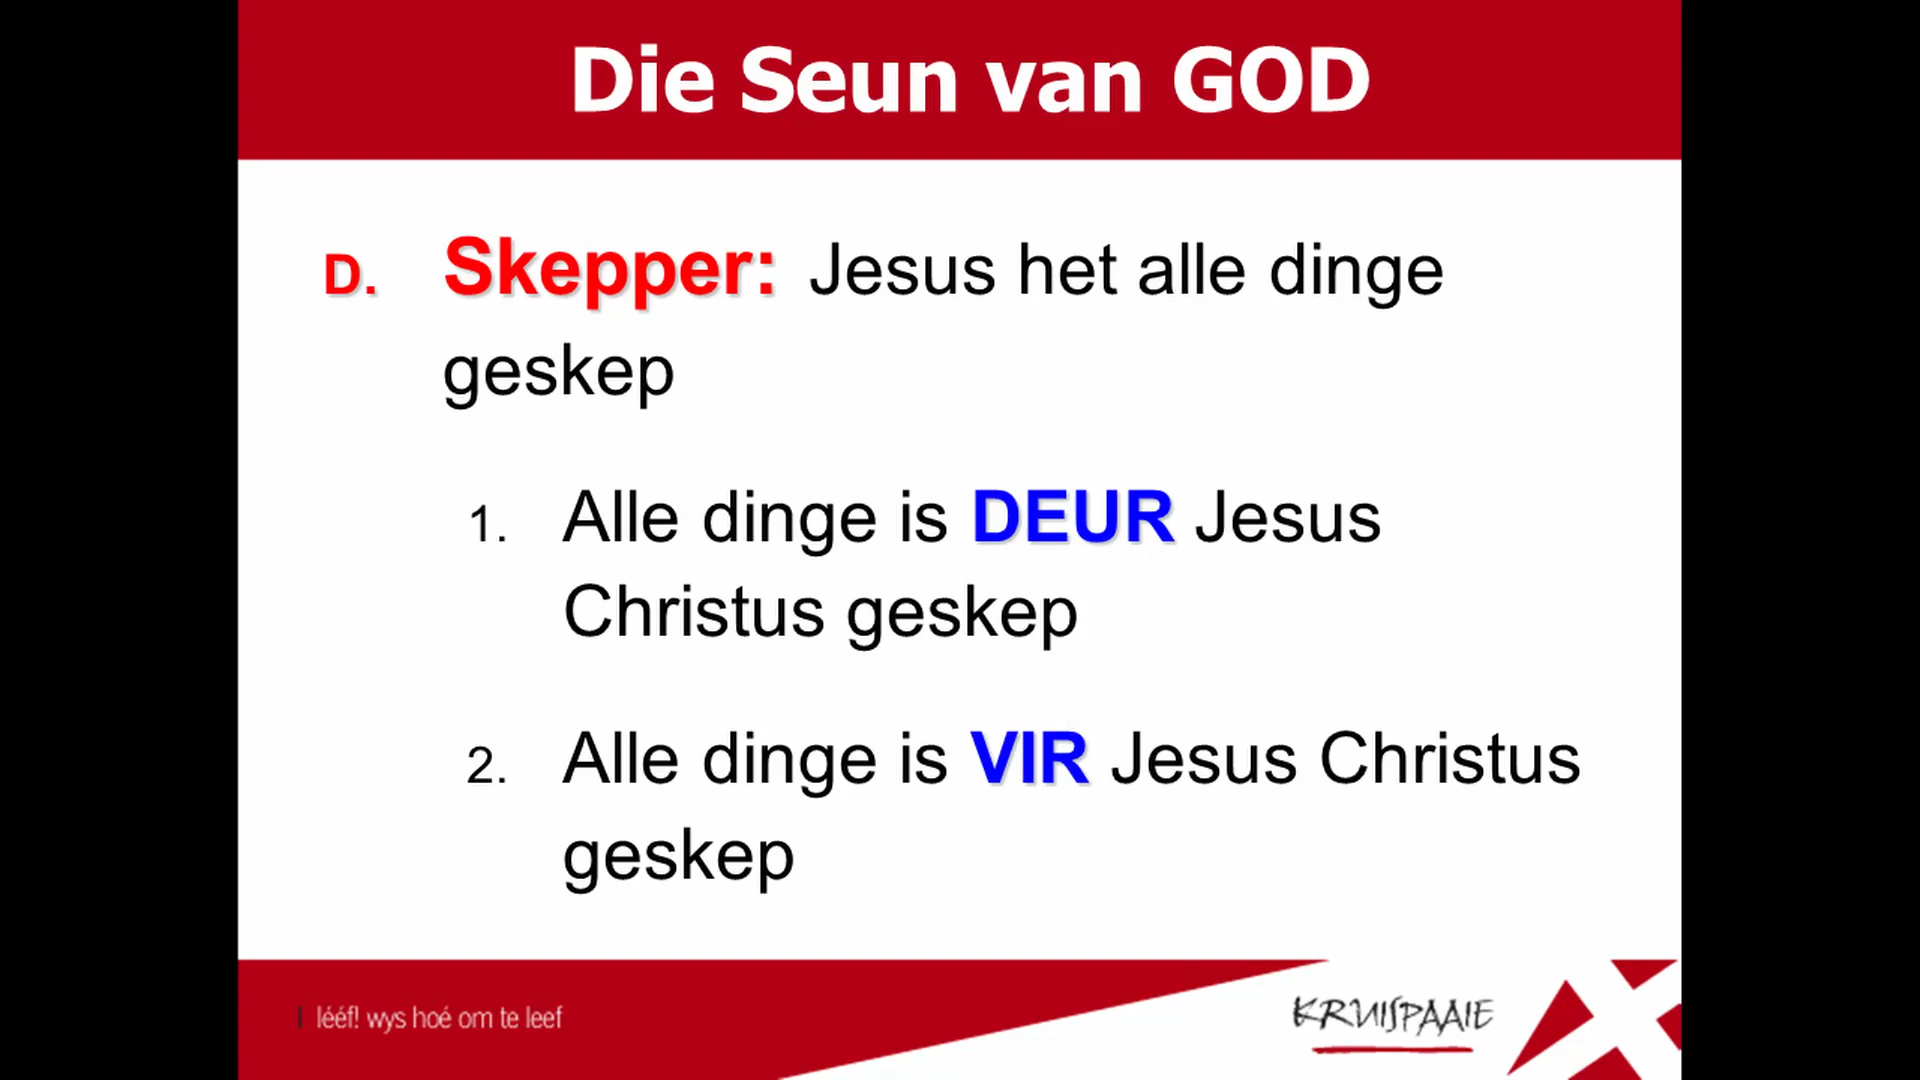 Die Seun van GOD
D. Skepper: Jesus het alle dinge
geskep
1. Alle dinge is DEUR Jesus
Christus geskep
2. Alle dinge is VIR Jesus Christus
geskep
lééf! wys hoé om te leef
KRUISPAAIE